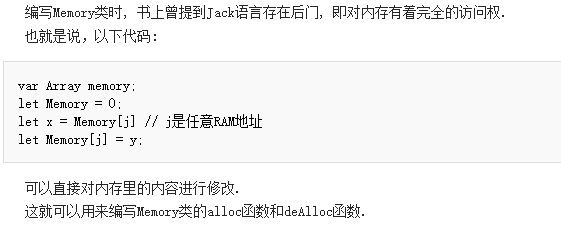 编写Memory类时，书上曾提到Jack语言存在后门，即对内存有着完全的访问权.
也就是说，以下代码:
var Array memory;
let Memory = 0;
let x = Memory[j] // j是任意RAM地址
let Memory[j] = y;
可以直接对内存里的内容进行修改.
这就可以用来编写Memory类的alloc函数和deAlloc函数.